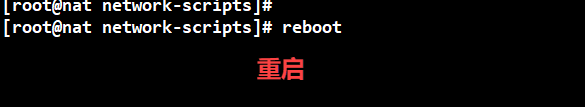 [root@nat network-scripts]#
[root@nat network-scripts]# reboot
重启